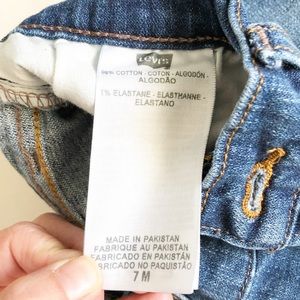 Levi's
99% COTTON - COTON - ALGODÓN -
ALGODÃO
1% ELASTANE - ELASTHANNE -
ELASTANO
MADE IN PAKISTAN
FABRIQUE AU PAKISTAN
FABRICADO EN PAKISTÁN
FABRICADO NO PAKISTAN
7 M